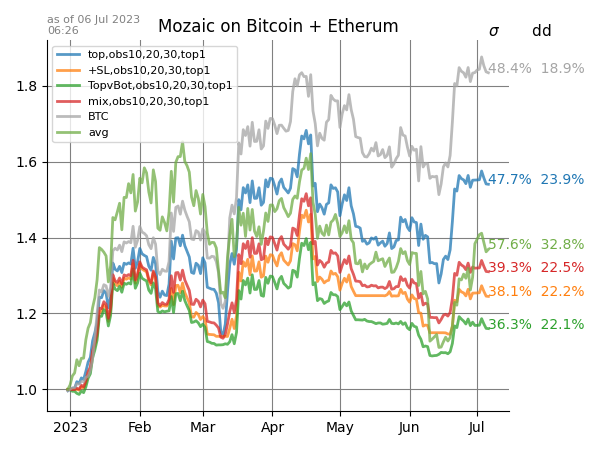 as of 06 Jul 2023
06:26
Mozaic on Bitcoin + Etherum
σ dd
top,obs10,20,30,top1
+SL,obs10,20,30,top1
TopvBot,obs10,20,30,top1
mix,obs10,20,30,top1
BTC
avg
1.8
1.6
1.4
1.2
1.0
48.4% 18.9%
47.7% 23.9%
57.6% 32.8%
39.3% 22.5%
38.1% 22.2%
36.3% 22.1%
2023 Feb Mar Apr May Jun Jul